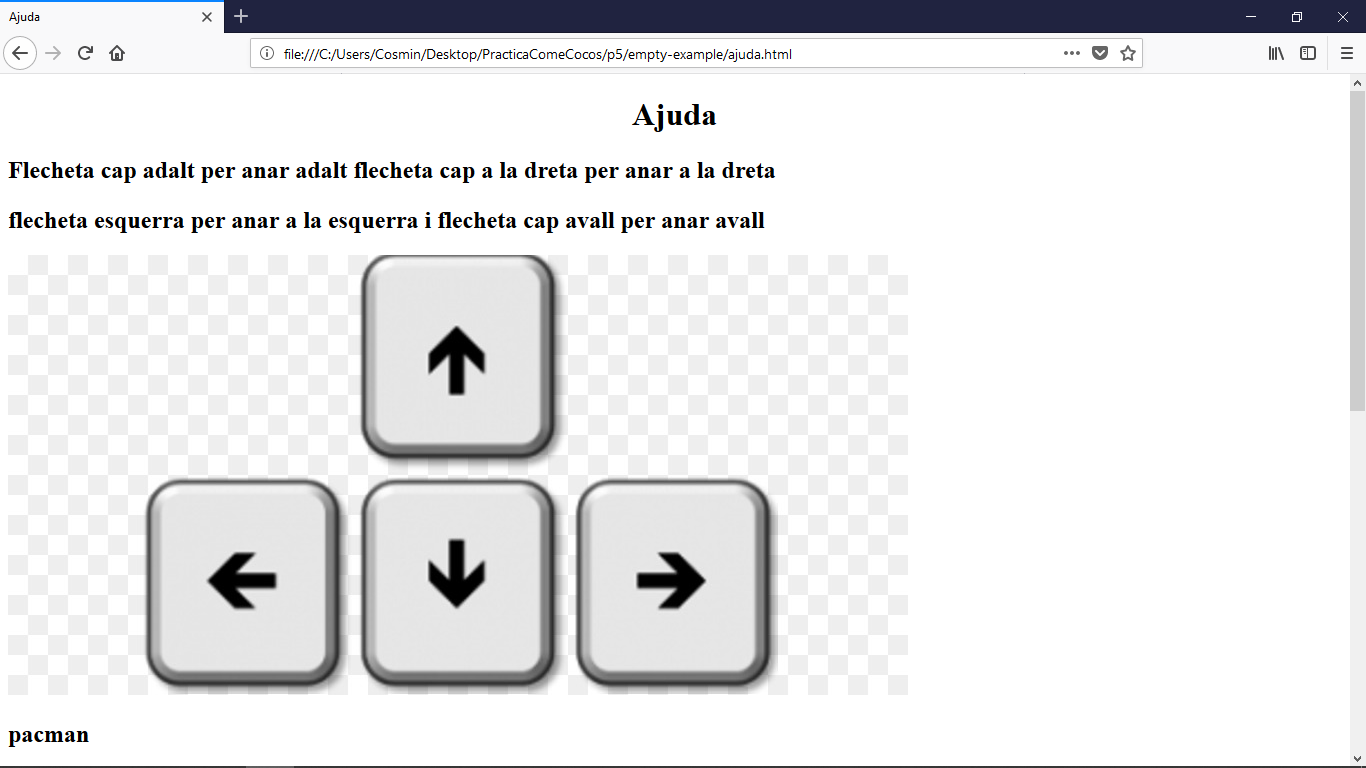 Ajuda
file:///C:/Users/Cosmin/Desktop/PracticaComeCocos/p5/empty-example/ajuda.html
Ajuda
Flecheta cap adalt per anar adalt flecheta cap a la dreta per anar a la dreta
flecheta esquerra per anar a la esquerra i flecheta cap avall per anar avall
pacman